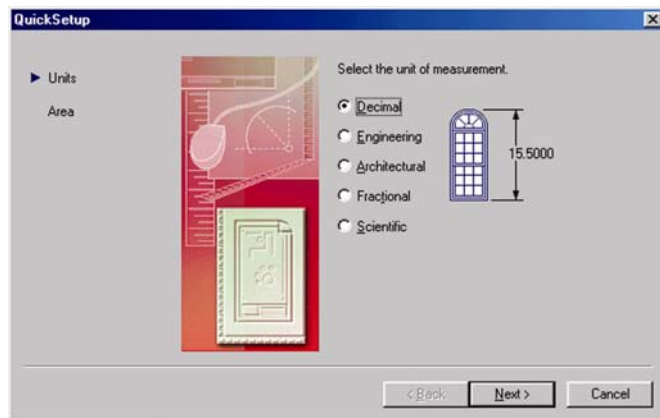 QuickSetup
Units
Area
Select the unit of measurement.
Decimal
Engineering
Architectural
Fractional
Scientific
15.5000
< Back
Next >
Cancel